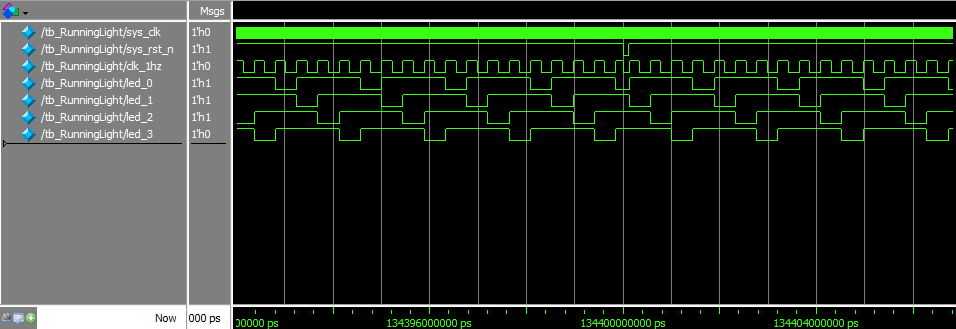 Msgs
/tb_RunningLight/sys_clk 1'h0
/tb_RunningLight/sys_rst_n 1'h1
/tb_RunningLight/clk_1hz 1'h0
/tb_RunningLight/led_0 1'h1
/tb_RunningLight/led_1 1'h1
/tb_RunningLight/led_2 1'h1
/tb_RunningLight/led_3 1'h0
Now 000 ps 00000 ps 134396000000 ps 134400000000 ps 134404000000 ps